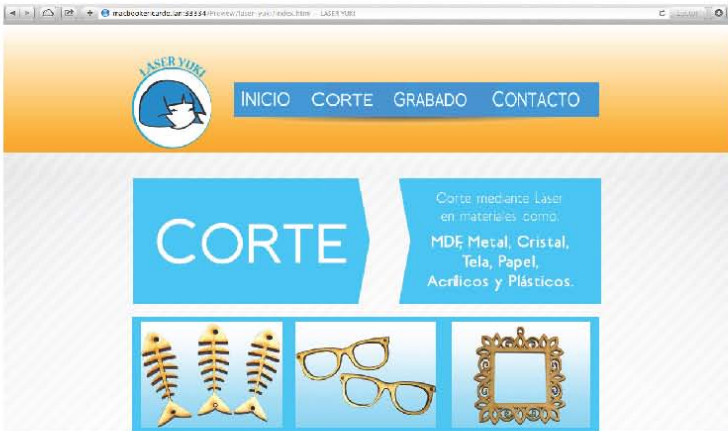 LASER YUKI
INICIO CORTE GRABADO CONTACTO
CORTE
Corte mediante Laser
en materiales como:
MDF, Metal, Cristal,
Tela, Papel,
Acrílicos y Plásticos.